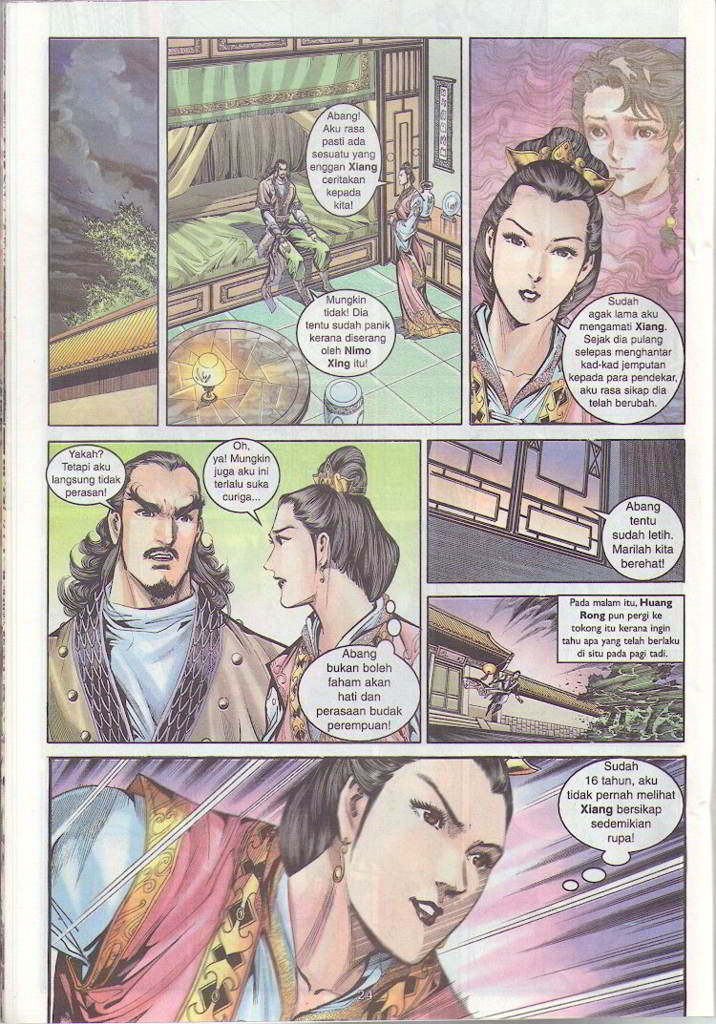 Abang!
Aku rasa
pasti ada
sesuatu yang
enggan Xiang
ceritakan
kepada
kita!
Mungkin
tidak! Dia
tentu sudah panik
kerana diserang
oleh Nimo
Xing itu!
Sudah
agak lama aku
mengamati Xiang.
Sejak dia pulang
selepas menghantar
kad-kad jemputan
kepada para pendekar,
aku rasa sikap dia
telah berubah.
Yakah?
Tetapi aku
langsung tidak
perasan!
Oh,
ya! Mungkin
juga aku ini
terlalu suka
curiga...
Abang
bukan boleh
faham akan
hati dan
perasaan budak
perempuan!
Abang
tentu
sudah letih.
Marilah kita
berehat!
Pada malam itu, Huang
Rong pun pergi ke
tokong itu kerana ingin
tahu apa yang telah berlaku
di situ pada pagi tadi.
Sudah
16 tahun, aku
tidak pernah melihat
Xiang bersikap
sedemikian
rupa!
24